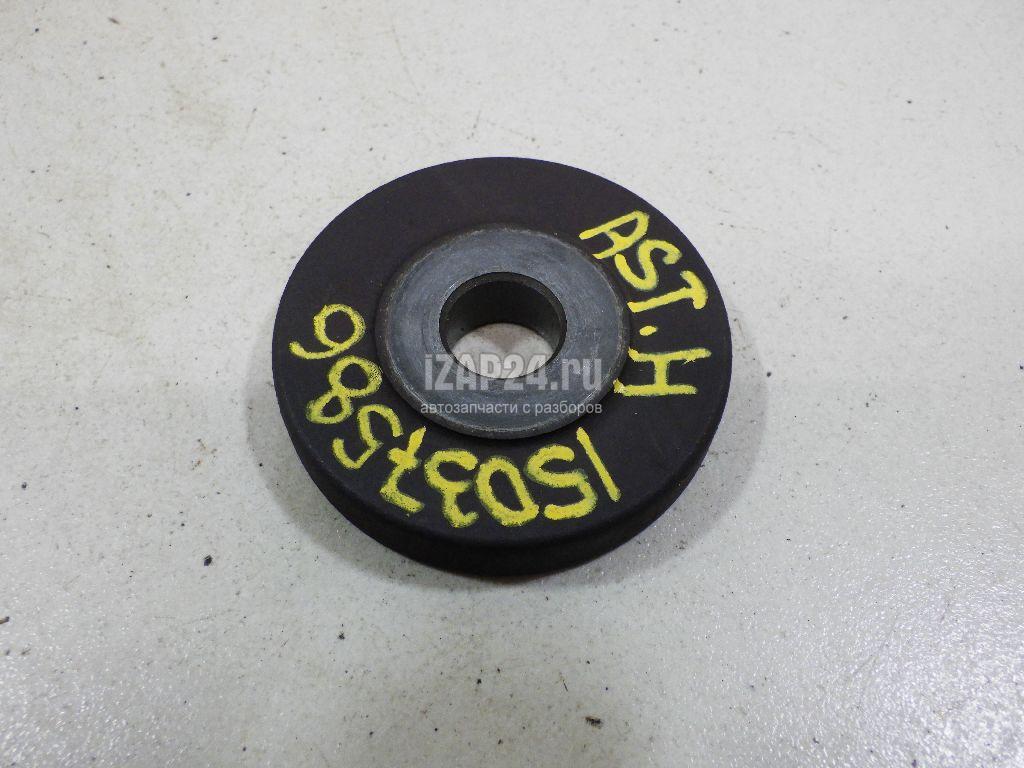 AST.H
15037586
iZAP24.ru
автозапчасти с разборов